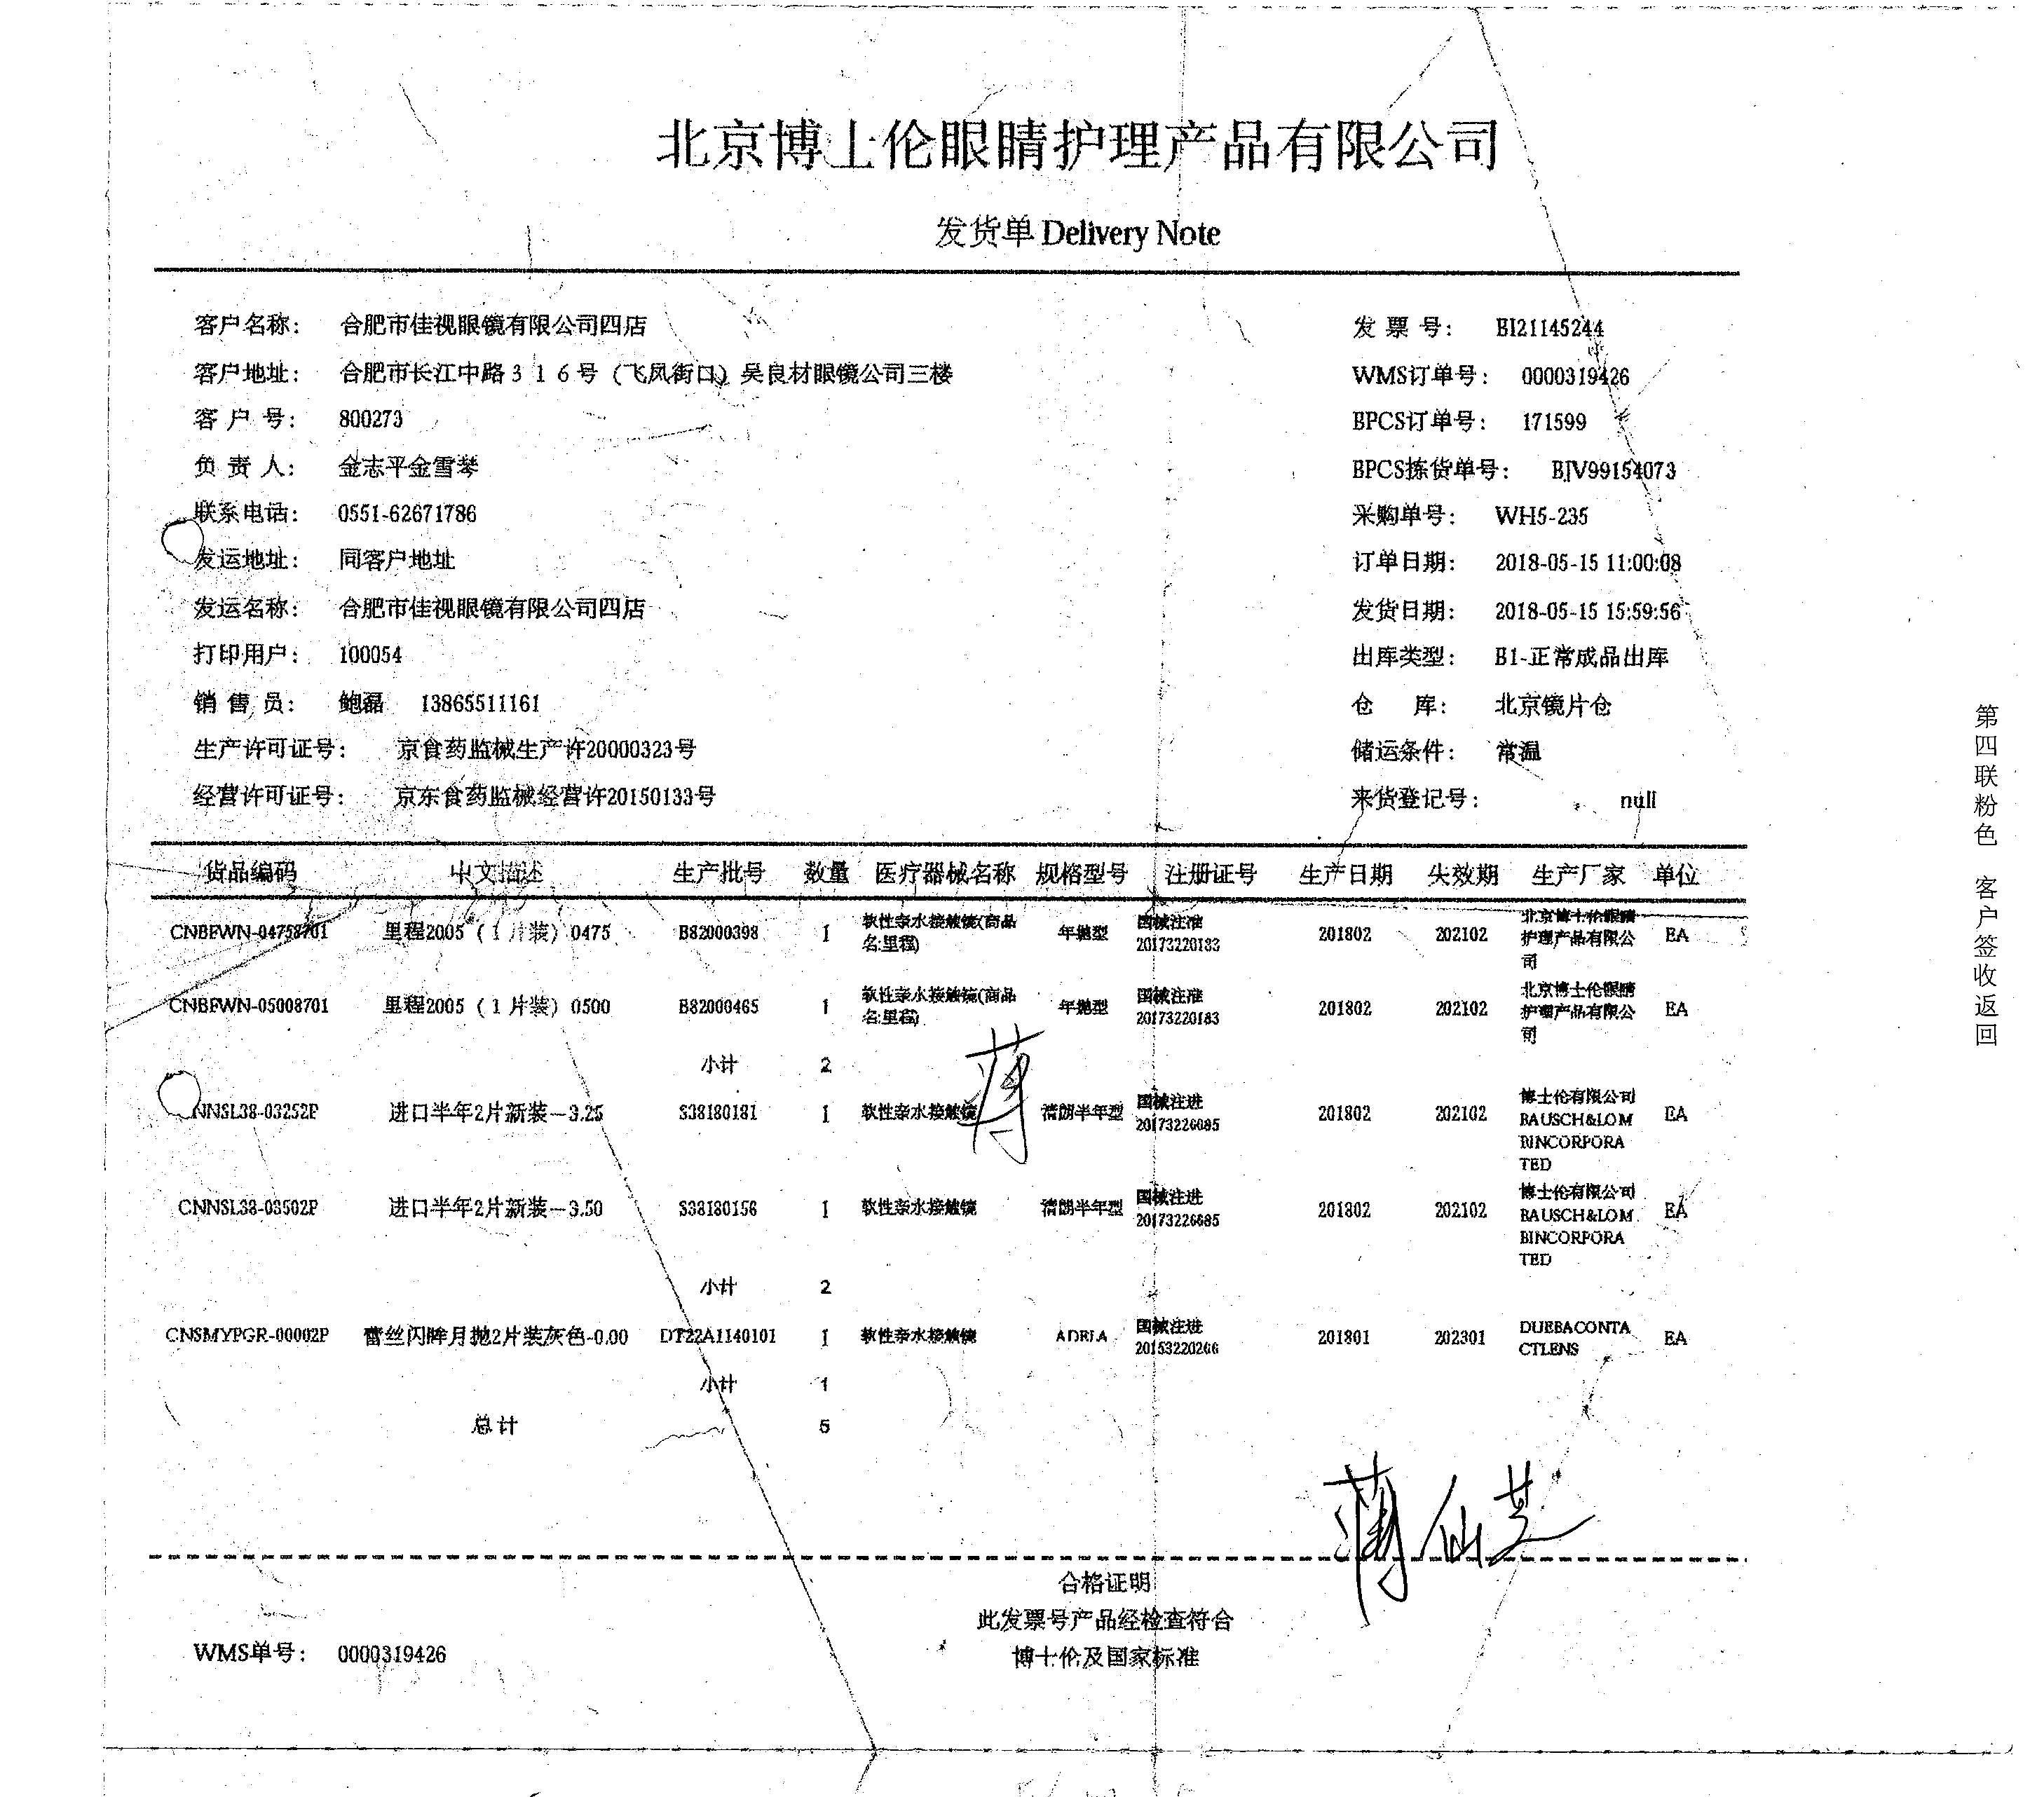 北京博士伦眼睛护理产品有限公司
发货单 Delivery Note
客户名称： 合肥市佳视眼镜有限公司四店 发 票 号： BI21145244
客户地址： 合肥市长江中路３１６号（飞凤街口）吴良材眼镜公司三楼 WMS订单号： 0000319426
客 户 号： 800273 BPCS订单号： 171599
负 责 人： 金志平金雪琴 BPCS拣货单号： BJV99154073
联系电话： 0551-62671786 采购单号： WH5-235
发运地址： 同客户地址 订单日期： 2018-05-15 11:00:08
发运名称： 合肥市佳视眼镜有限公司四店 发货日期： 2018-05-15 15:59:56
打印用户： 100054 出库类型： B1-正常成品出库
销 售 员： 鲍磊 13865511161 仓 库： 北京镜片仓
生产许可证号： 京食药监械生产许20000323号 储运条件： 常温
经营许可证号： 京东食药监械经营许20150133号 来货登记号： null
货品编码 中文描述 生产批号 数量 医疗器械名称 规格型号 注册证号 生产日期 失效期 生产厂家 单位
CNBFWN-04758701 里程2005（1 片装）0475 B82000398 1 软性亲水接触镜(商品名:里程) 年抛型 国械注准20173220183 201802 202102 北京博士伦眼睛护理产品有限公司 EA
CNBFWN-05008701 里程2005（1 片装）0500 B82000465 1 软性亲水接触镜(商品名:里程) 年抛型 国械注准20173220183 201802 202102 北京博士伦眼睛护理产品有限公司 EA
小计 2
NNSL38-03252P 进口半年2片新装－3.25 S38180181 1 软性亲水接触镜 清朗半年型 国械注进20173226685 201802 202102 博士伦有限公司BAUSCH&LOMBINCORPORATED EA
CNNSL38-03502P 进口半年2片新装－3.50 S38180156 1 软性亲水接触镜 清朗半年型 国械注进20173226685 201802 202102 博士伦有限公司BAUSCH&LOMBINCORPORATED EA
小计 2
CNSMYPGR-00002P 蕾丝闪眸月抛2片装灰色-0.00 DT22A1140101 1 软性亲水接触镜 ADRIA 国械注进20153220266 201801 202301 DUEBACONTACTLENS EA
小计 1
总计 5
薄仙芝
合格证明
此发票号产品经检查符合
WMS单号： 0000319426 博士伦及国家标准
第四联粉色 客户签收返回